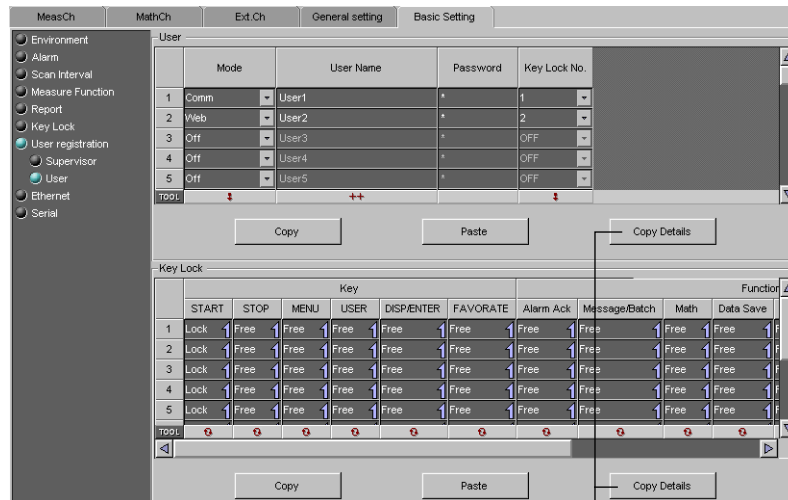 MeasCh MathCh Ext.Ch General setting Basic Setting
Environment
Alarm
Scan Interval
Measure Function
Report
Key Lock
User registration
Supervisor
User
Ethernet
Serial
User
Mode User Name Password Key Lock No.
1 Comm User1 * 1
2 Web User2 * 2
3 Off User3 * OFF
4 Off User4 * OFF
5 Off User5 * OFF
TOOL ++
Copy Paste Copy Details
Key Lock
Key Function
START STOP MENU USER DISP/ENTER FAVORATE Alarm Ack Message/Batch Math Data Save
1 Lock Free Free Free Free Free Free Free Free Free F
2 Lock Free Free Free Free Free Free Free Free Free F
3 Lock Free Free Free Free Free Free Free Free Free F
4 Lock Free Free Free Free Free Free Free Free Free F
5 Lock Free Free Free Free Free Free Free Free Free F
TOOL
Copy Paste Copy Details